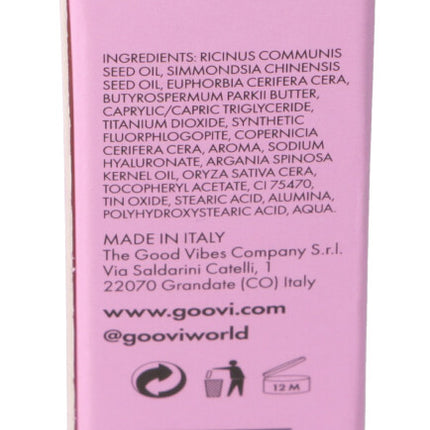 INGREDIENTS: RICINUS COMMUNIS
SEED OIL, SIMMONDSIA CHINENSIS
SEED OIL, EUPHORBIA CERIFERA CERA,
BUTYROSPERMUM PARKII BUTTER,
CAPRYLIC/CAPRIC TRIGLYCERIDE,
TITANIUM DIOXIDE, SYNTHETIC
FLUORPHLOGOPITE, COPERNICIA
CERIFERA CERA, AROMA, SODIUM
HYALURONATE, ARGANIA SPINOSA
KERNEL OIL, ORYZA SATIVA CERA,
TOCOPHERYL ACETATE, CI 75470,
TIN OXIDE, STEARIC ACID, ALUMINA,
POLYHYDROXYSTEARIC ACID, AQUA.
MADE IN ITALY
The Good Vibes Company S.r.l.
Via Saldarini Catelli, 1
22070 Grandate (CO) Italy
www.goovi.com
@gooviworld
12 M